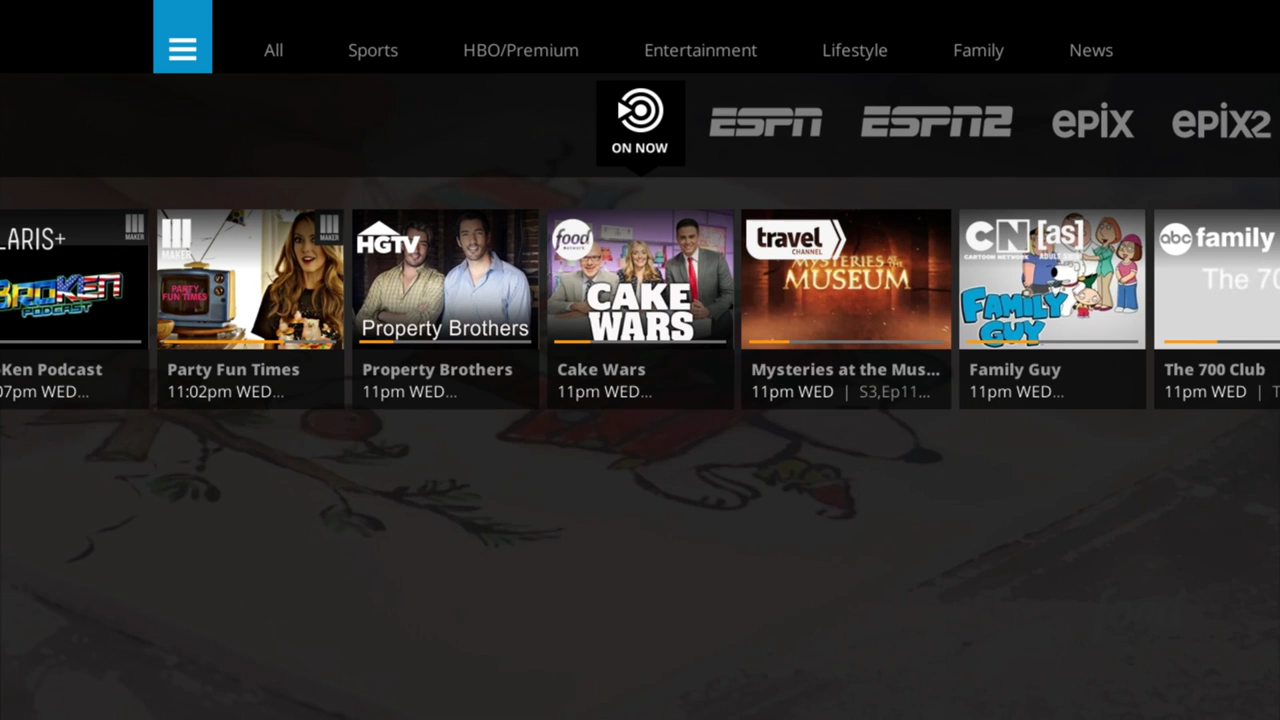 All
Sports
HBO/Premium
Entertainment
Lifestyle
Family
News
ON NOW
ESPN
ESPN2
epix
epix2
LARIS+
MAKER
BROKEN
PODCAST
Ken Podcast
07pm WED...
MAKER
MAKER
PARTY
FUN TIMES
Party Fun Times
11:02pm WED...
HGTV
Property Brothers
Property Brothers
11pm WED...
food
network
CAKE
WARS
Cake Wars
11pm WED...
travel
CHANNEL
MYSTERIES AT THE
MUSEUM
Mysteries at the Mus...
11pm WED | S3,Ep11...
CN [as]
CARTOON NETWORK ADULT SWIM
FAMILY
GUY
Family Guy
11pm WED...
abc family
The 70
The 700 Club
11pm WED | T